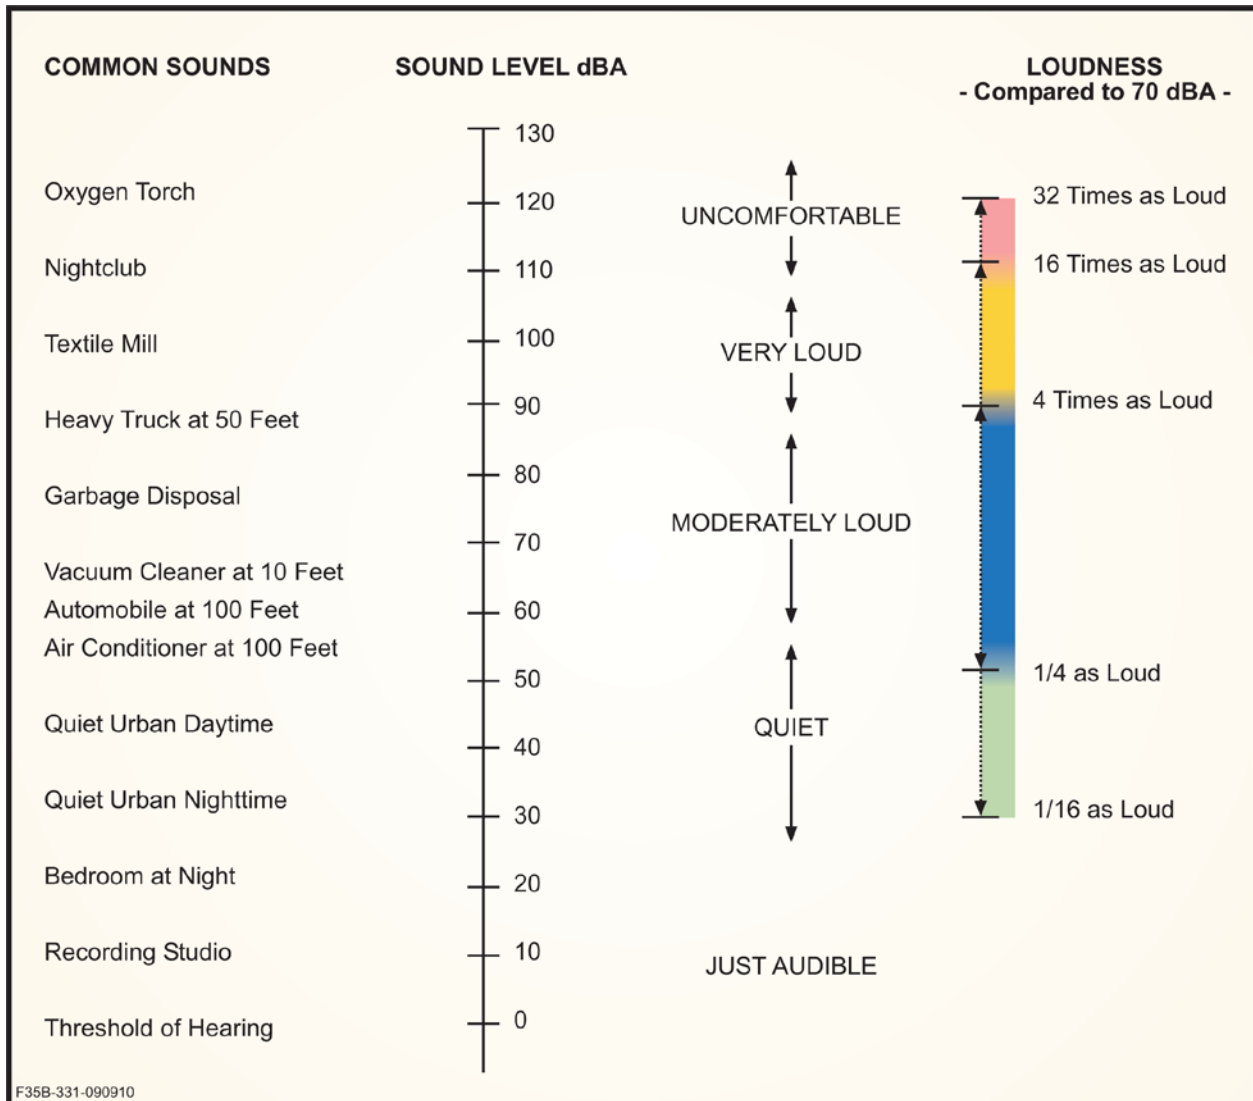 COMMON SOUNDS
SOUND LEVEL dBA
LOUDNESS
- Compared to 70 dBA -
130
Oxygen Torch
120
UNCOMFORTABLE
32 Times as Loud
Nightclub
110
16 Times as Loud
Textile Mill
100
VERY LOUD
Heavy Truck at 50 Feet
90
4 Times as Loud
80
Garbage Disposal
MODERATELY LOUD
70
Vacuum Cleaner at 10 Feet
Automobile at 100 Feet
60
Air Conditioner at 100 Feet
50
1/4 as Loud
Quiet Urban Daytime
QUIET
40
Quiet Urban Nighttime
30
1/16 as Loud
Bedroom at Night
20
Recording Studio
10
JUST AUDIBLE
Threshold of Hearing
0
F35B-331-090910